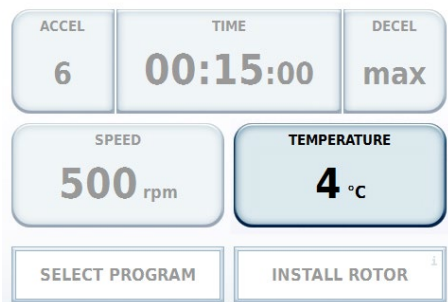 ACCEL TIME DECEL
6 00:15:00 max
SPEED TEMPERATURE
500 rpm 4 °C
SELECT PROGRAM INSTALL ROTOR i